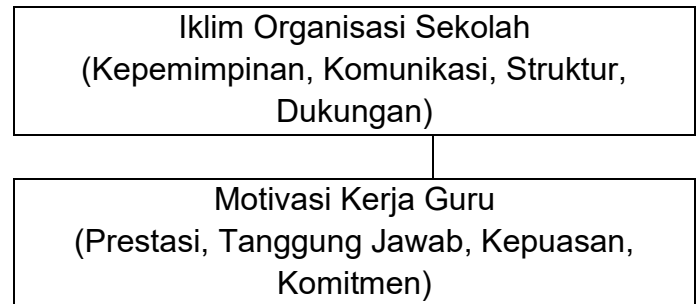 Iklim Organisasi Sekolah
(Kepemimpinan, Komunikasi, Struktur,
Dukungan)
Motivasi Kerja Guru
(Prestasi, Tanggung Jawab, Kepuasan,
Komitmen)